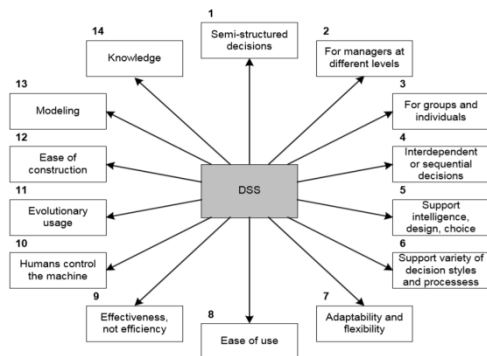 1
Semi-structured
decisions
2
For managers at
different levels
3
For groups and
individuals
4
Interdependent
or sequential
decisions
5
Support
intelligence,
design, choice
6
Support variety of
decision styles
and processess
7
Adaptability and
flexibility
8
Ease of use
9
Effectiveness,
not efficiency
10
Humans control
the machine
11
Evolutionary
usage
12
Ease of
construction
13
Modeling
14
Knowledge
DSS